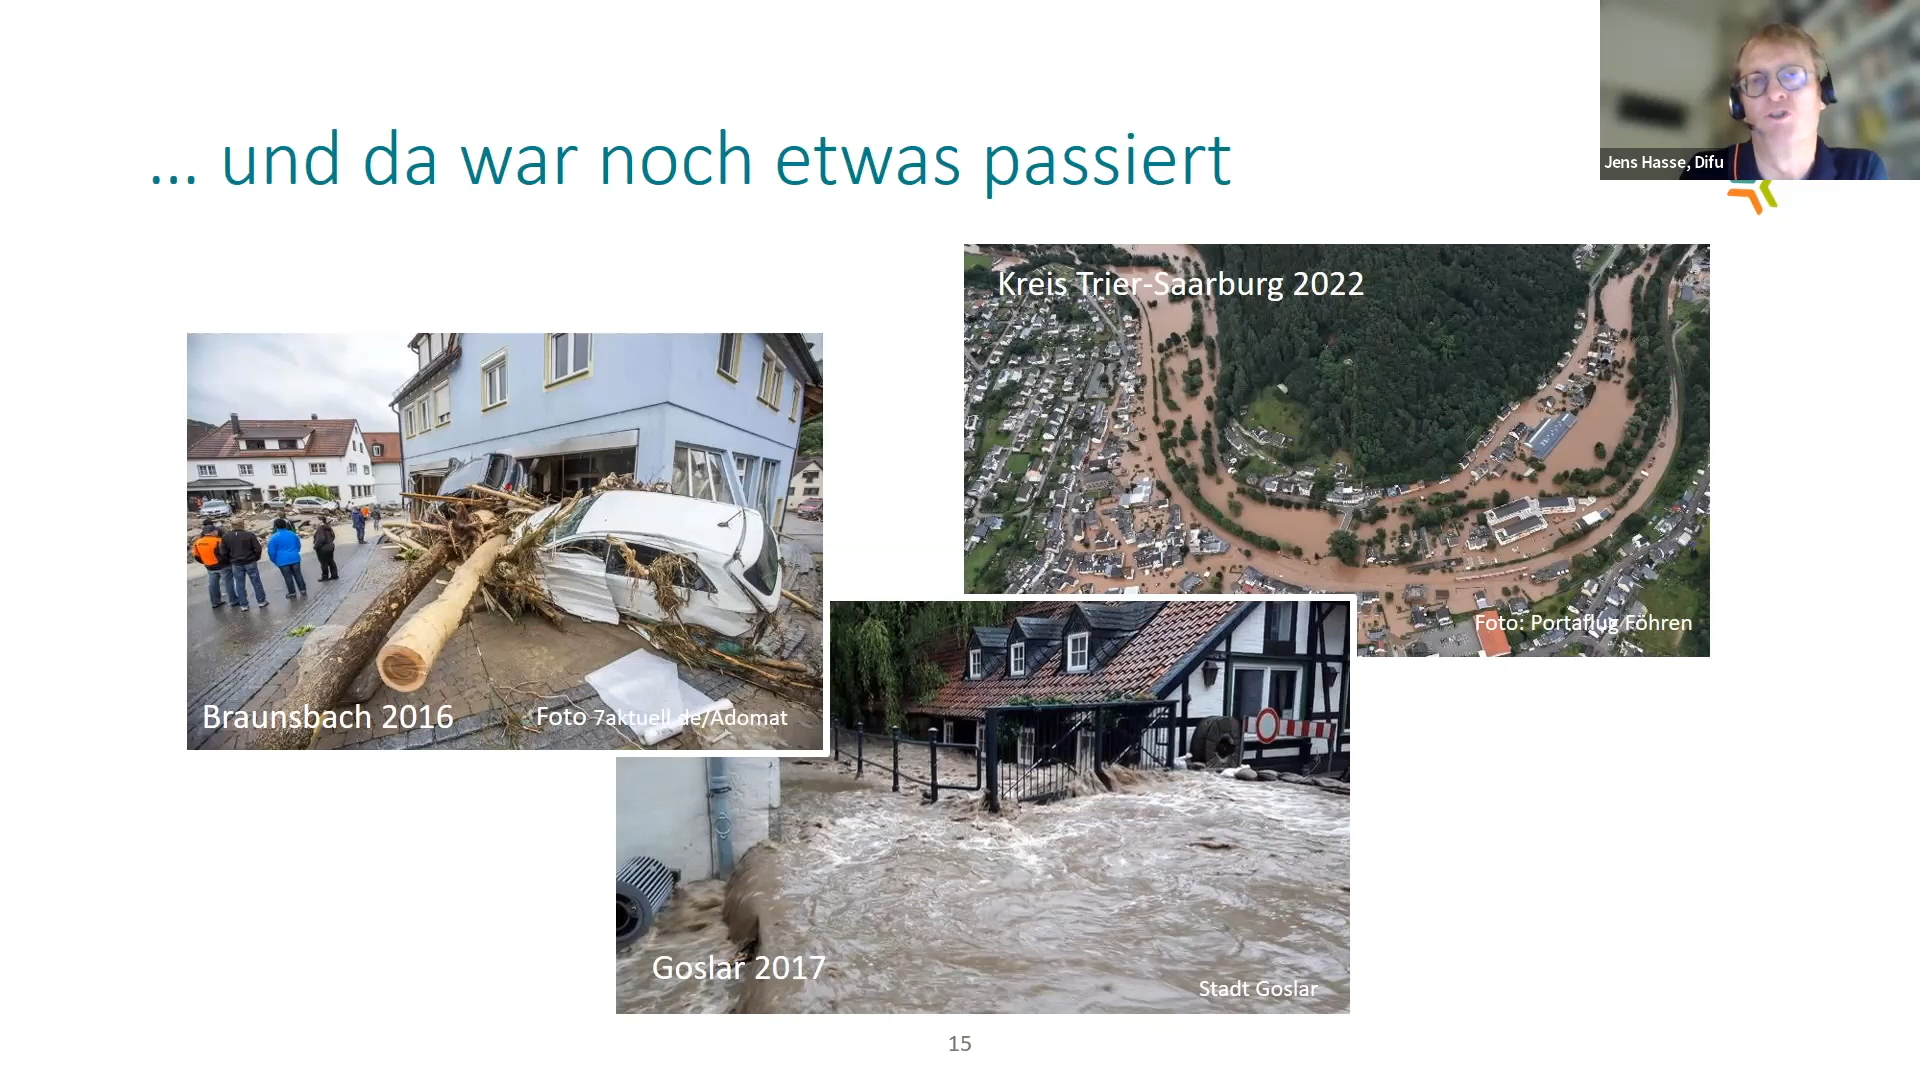 ... und da war noch etwas passiert
Jens Hasse, Difu
Kreis Trier-Saarburg 2022
Foto: Portaflug Föhren
Braunsbach 2016
Foto 7aktuell de/Adomat
Goslar 2017
Stadt Goslar
15